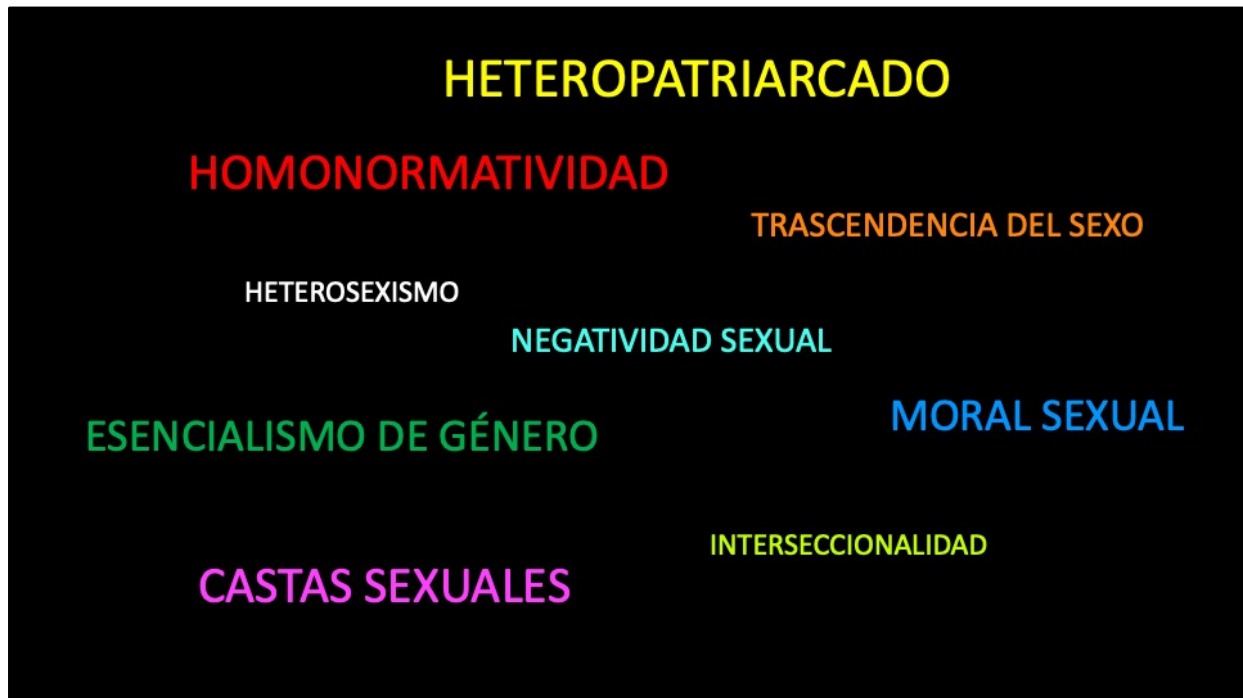 HETEROPATRIARCADO
HOMONORMATIVIDAD
TRASCENDENCIA DEL SEXO
HETEROSEXISMO
NEGATIVIDAD SEXUAL
MORAL SEXUAL
ESENCIALISMO DE GÉNERO
INTERSECCIONALIDAD
CASTAS SEXUALES